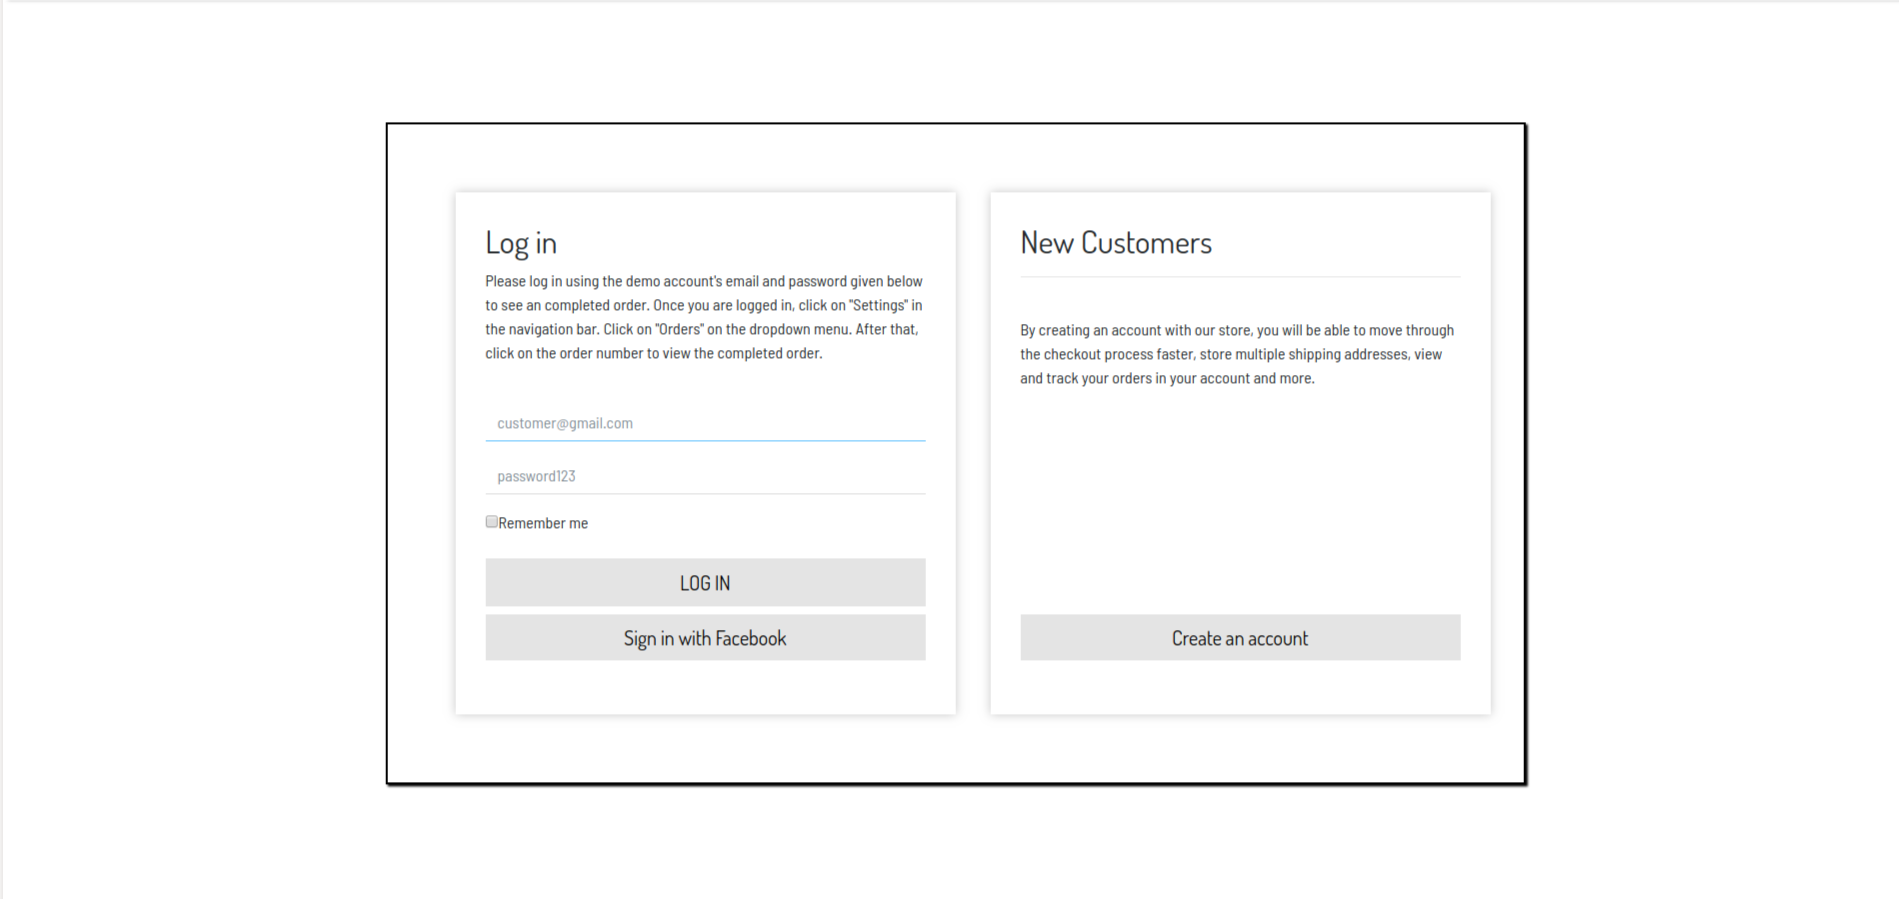 Log in
Please log in using the demo account's email and password given below
to see an completed order. Once you are logged in, click on "Settings" in
the navigation bar. Click on "Orders" on the dropdown menu. After that,
click on the order number to view the completed order.
customer@gmail.com
password123
Remember me
LOG IN
Sign in with Facebook
New Customers
By creating an account with our store, you will be able to move through
the checkout process faster, store multiple shipping addresses, view
and track your orders in your account and more.
Create an account